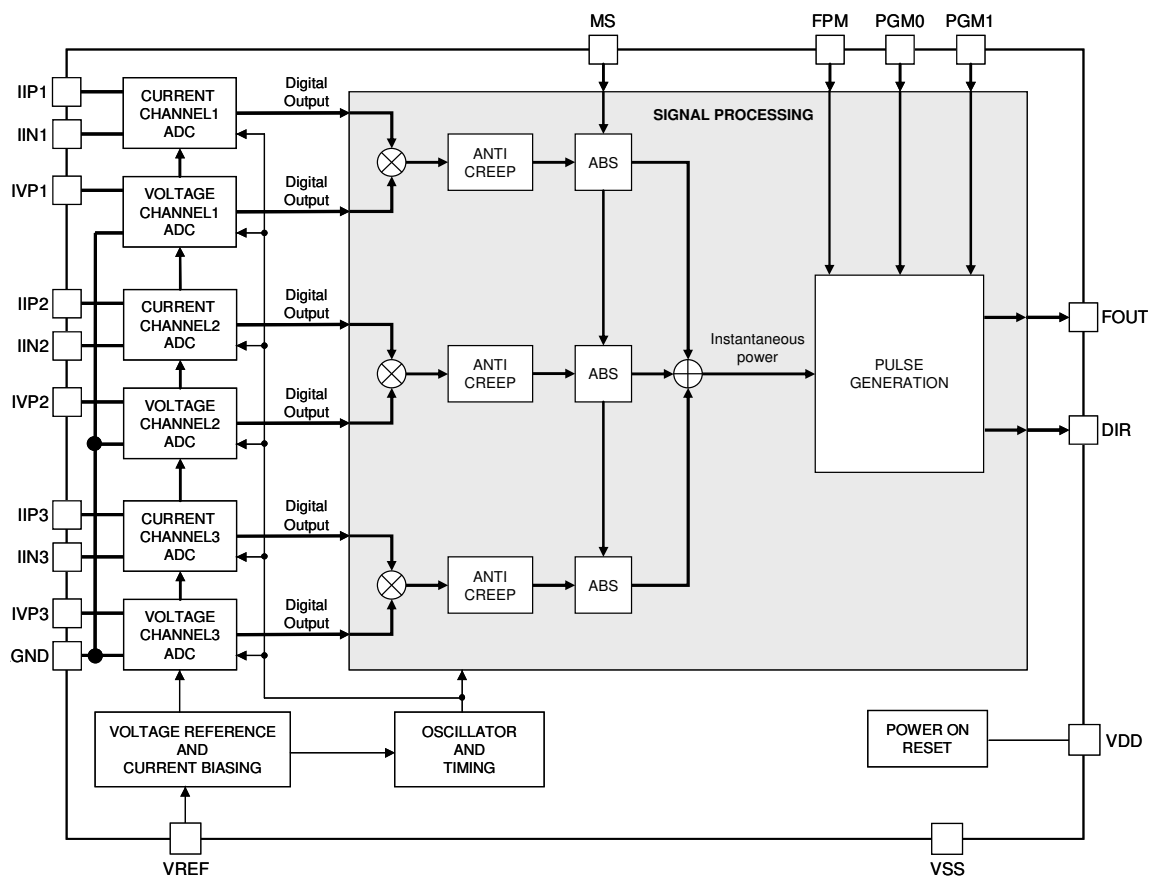 MS
FPM
PGM0
PGM1
IIP1
IIN1
CURRENT
CHANNEL1
ADC
Digital
Output
SIGNAL PROCESSING
ANTI
CREEP
ABS
IVP1
VOLTAGE
CHANNEL1
ADC
Digital
Output
IIP2
IIN2
CURRENT
CHANNEL2
ADC
Digital
Output
ANTI
CREEP
ABS
Instantaneous
power
PULSE
GENERATION
FOUT
DIR
IVP2
VOLTAGE
CHANNEL2
ADC
Digital
Output
IIP3
IIN3
CURRENT
CHANNEL3
ADC
Digital
Output
ANTI
CREEP
ABS
IVP3
GND
VOLTAGE
CHANNEL3
ADC
Digital
Output
VOLTAGE REFERENCE
AND
CURRENT BIASING
OSCILLATOR
AND
TIMING
POWER ON
RESET
VDD
VREF
VSS